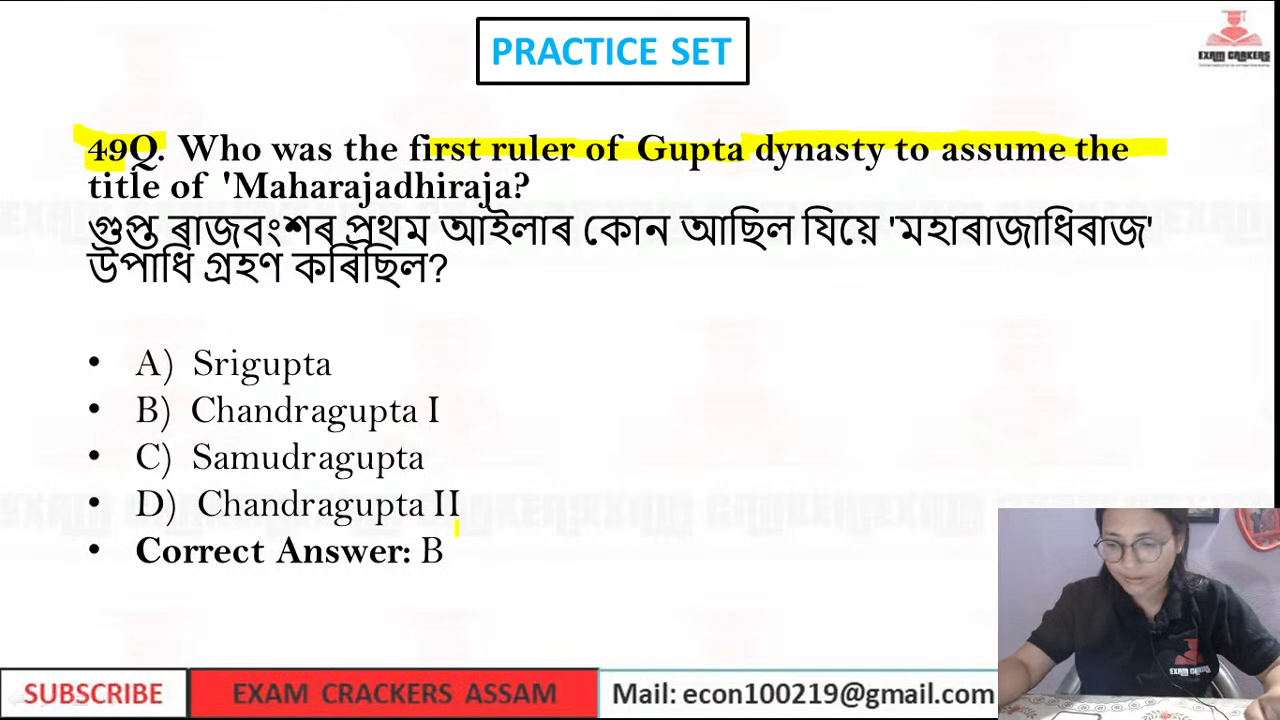 PRACTICE SET
EXAM CRAKERS
49Q. Who was the first ruler of Gupta dynasty to assume the
title of 'Maharajadhiraja?
গুপ্ত ৰাজবংশৰ প্ৰথম আইলাৰ কোন আছিল যিয়ে 'মহাৰাজাধিৰাজ'
উপাধি গ্ৰহণ কৰিছিল?
• A) Srigupta
• B) Chandragupta I
• C) Samudragupta
• D) Chandragupta II
• Correct Answer: B
SUBSCRIBE
EXAM CRACKERS ASSAM
Mail: econ100219@gmail.com